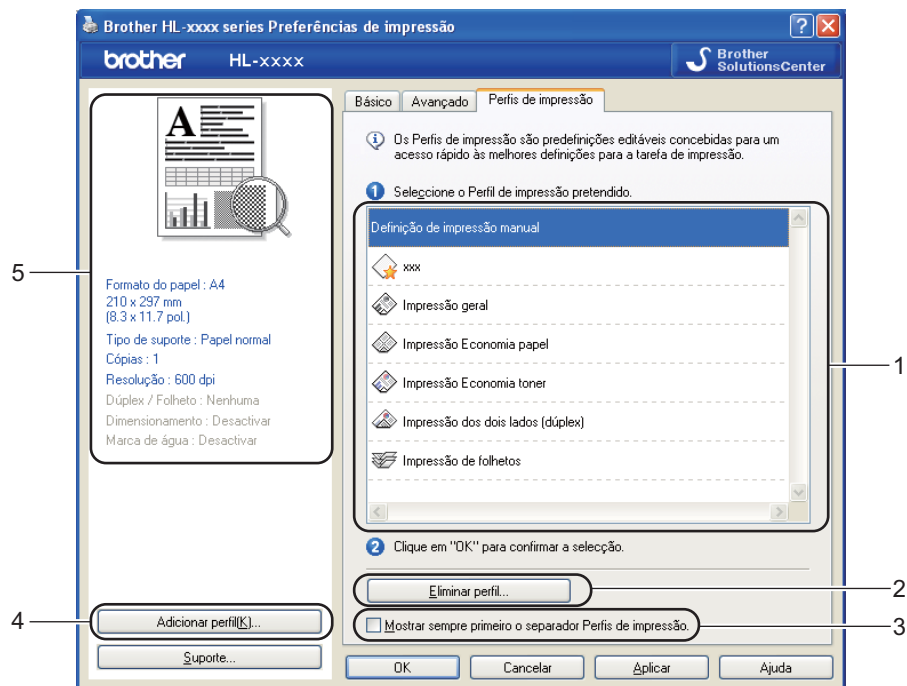 Brother HL-xxxx series Preferências de impressão
brother HL-xxxx
Brother
SolutionsCenter
Básico Avançado Perfis de impressão
Os Perfis de impressão são predefinições editáveis concebidas para um
acesso rápido às melhores definições para a tarefa de impressão.
1 Seleccione o Perfil de impressão pretendido.
Definição de impressão manual
xxx
Impressão geral
Impressão Economia papel
Impressão Economia toner
Impressão dos dois lados (dúplex)
Impressão de folhetos
2 Clique em "OK" para confirmar a selecção.
Eliminar perfil...
Mostrar sempre primeiro o separador Perfis de impressão.
A
Formato do papel : A4
210 x 297 mm
(8.3 x 11.7 pol.)
Tipo de suporte : Papel normal
Cópias : 1
Resolução : 600 dpi
Dúplex / Folheto : Nenhuma
Dimensionamento : Desactivar
Marca de água : Desactivar
Adicionar perfil(K)...
Suporte...
OK Cancelar Aplicar Ajuda
1
2
3
4
5